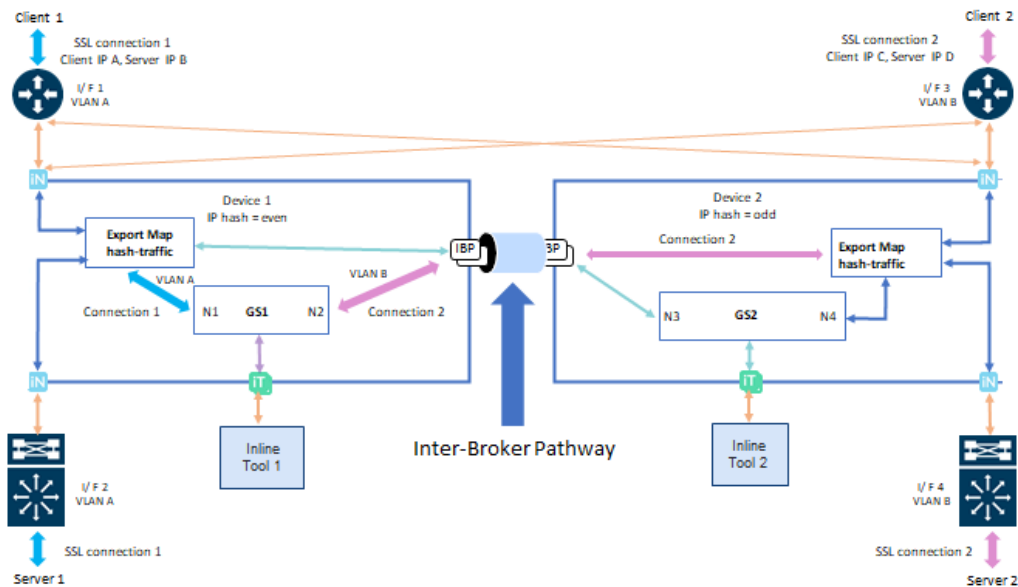 Client 1
Client 2
SSL connection 1
Client IP A, Server IP B
SSL connection 2
Client IP C, Server IP D
I/ F 1
VLAN A
I/ F 3
VLAN B
iN
iN
Device 1
IP hash = even
Device 2
IP hash = odd
Export Map
hash-traffic
IBP
BP
Connection 2
Export Map
hash-traffic
VLAN A
VLAN B
Connection 1
N1
GS1
N2
Connection 2
N3
GS2
N4
iN
iT
iT
iN
Inline
Tool 1
Inter-Broker Pathway
Inline
Tool 2
I/ F 2
VLAN A
I/ F 4
VLAN B
SSL connection 1
SSL connection 2
Server 1
Server 2